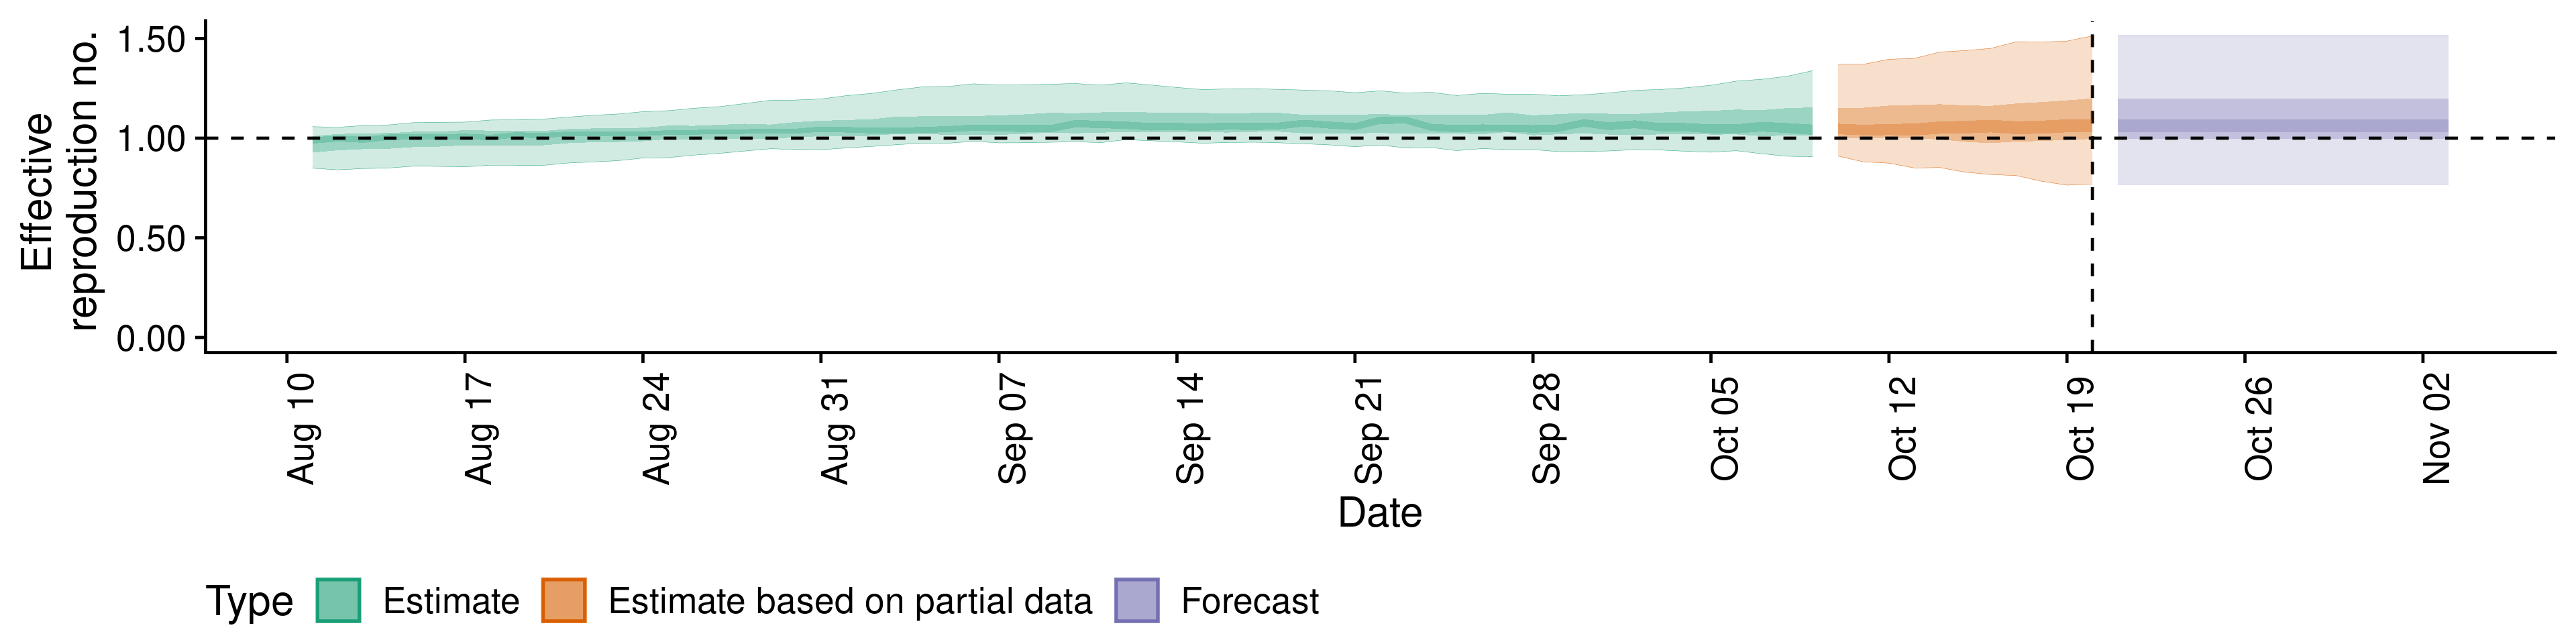 Effective
reproduction no.
1.50
1.00
0.50
0.00
Aug 10
Aug 17
Aug 24
Aug 31
Sep 07
Sep 14
Sep 21
Sep 28
Oct 05
Oct 12
Oct 19
Oct 26
Nov 02
Date
Type Estimate Estimate based on partial data Forecast